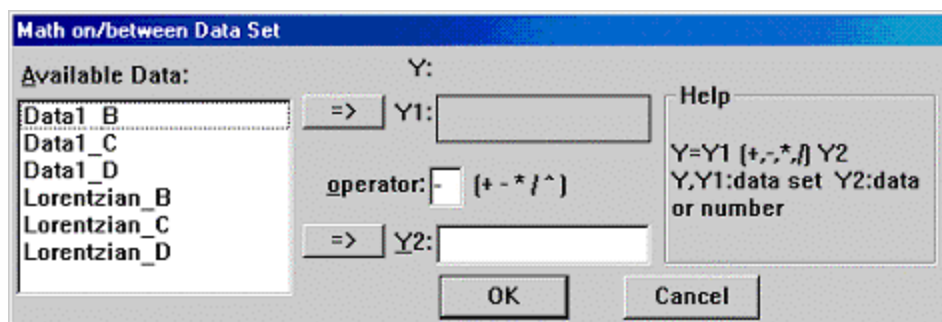 Math on/between Data Set
Available Data:
Data1_B
Data1_C
Data1_D
Lorentzian_B
Lorentzian_C
Lorentzian_D
Y:
=> Y1:
operator: - (+ - * / ^)
=> Y2:
Help
Y=Y1 (+,-,*,/) Y2
Y,Y1:data set Y2:data
or number
OK Cancel